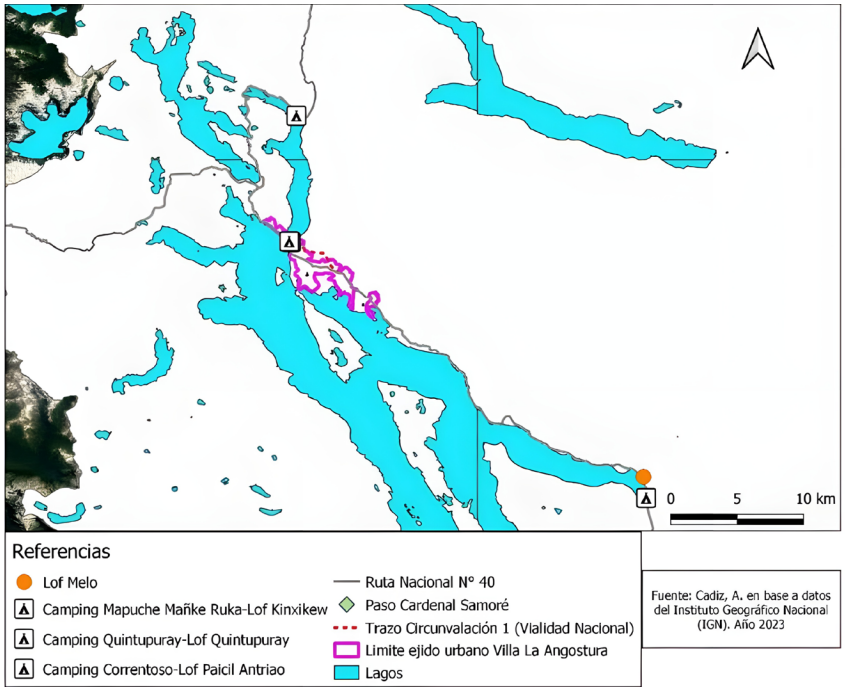 0 5 10 km
Referencias
Lof Melo
Camping Mapuche Mañke Ruka-Lof Kinxikew
Camping Quintupuray-Lof Quintupuray
Camping Correntoso-Lof Paicil Antriao
Ruta Nacional N° 40
Paso Cardenal Samoré
Trazo Circunvalación 1 (Vialidad Nacional)
Limite ejido urbano Villa La Angostura
Lagos
Fuente: Cadiz, A. en base a datos
del Instituto Geográfico Nacional
(IGN). Año 2023